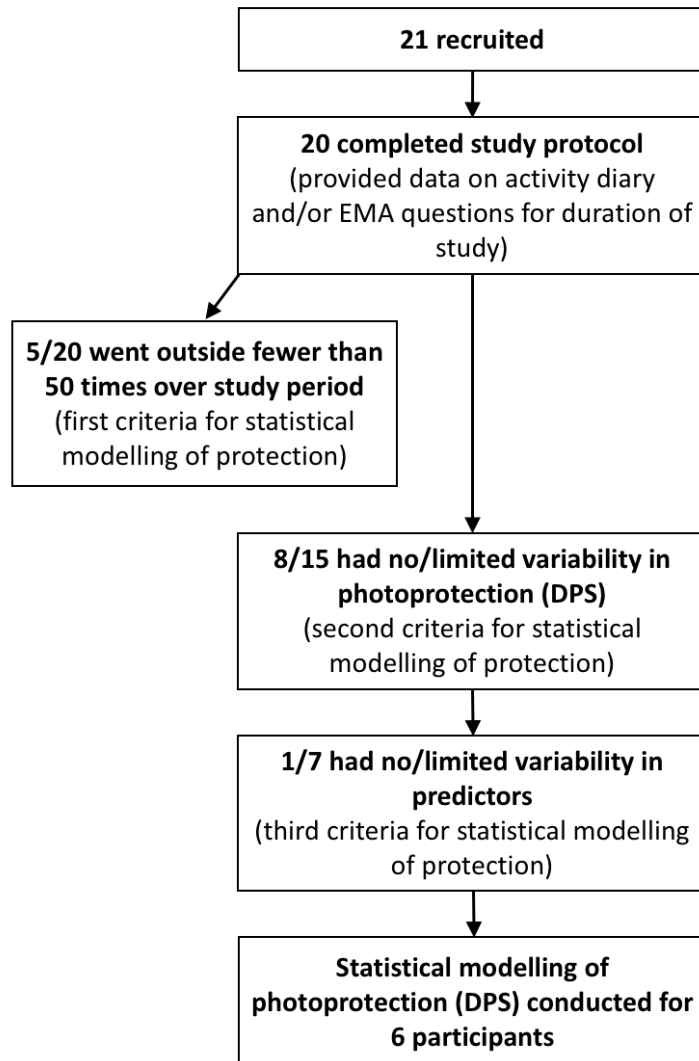 21 recruited
20 completed study protocol
(provided data on activity diary
and/or EMA questions for duration of
study)
5/20 went outside fewer than
50 times over study period
(first criteria for statistical
modelling of protection)
8/15 had no/limited variability in
photoprotection (DPS)
(second criteria for statistical
modelling of protection)
1/7 had no/limited variability in
predictors
(third criteria for statistical modelling
of protection)
Statistical modelling of
photoprotection (DPS) conducted for
6 participants